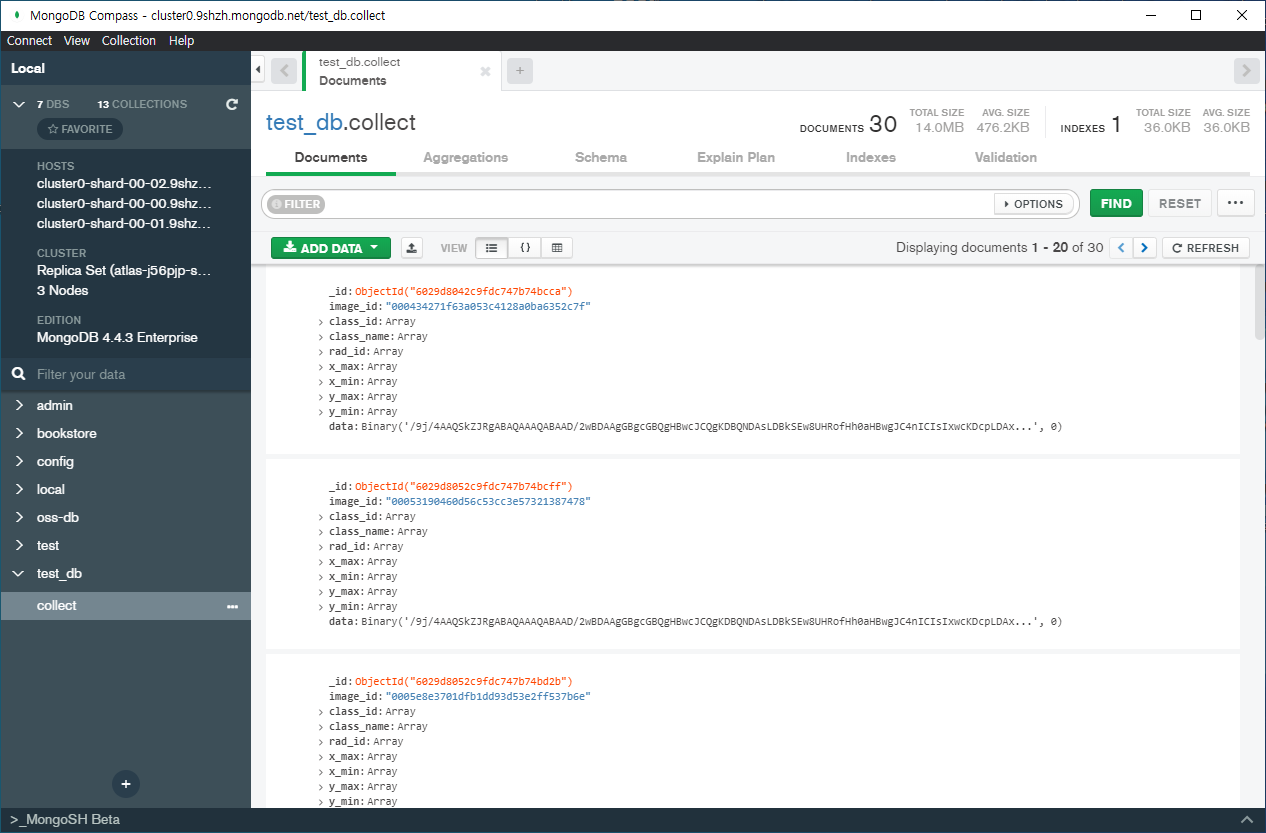 MongoDB Compass - cluster0.9shzh.mongodb.net/test_db.collect
Connect View Collection Help
Local
7 DBS 13 COLLECTIONS
FAVORITE
HOSTS
cluster0-shard-00-02.9shz...
cluster0-shard-00-00.9shz...
cluster0-shard-00-01.9shz...
CLUSTER
Replica Set (atlas-j56pjp-s...
3 Nodes
EDITION
MongoDB 4.4.3 Enterprise
Filter your data
admin
bookstore
config
local
oss-db
test
test_db
collect
>_MongoSH Beta
test_db.collect
Documents
test_db.collect
DOCUMENTS 30 TOTAL SIZE 14.0MB AVG. SIZE 476.2KB INDEXES 1 TOTAL SIZE 36.0KB AVG. SIZE 36.0KB
Documents Aggregations Schema Explain Plan Indexes Validation
FILTER OPTIONS FIND RESET ...
ADD DATA VIEW {} Displaying documents 1 - 20 of 30 REFRESH
_id: ObjectId("6029d8042c9fdc747b74bcca")
image_id: "000434271f63a053c4128a0ba6352c7f"
class_id: Array
class_name: Array
rad_id: Array
x_max: Array
x_min: Array
y_max: Array
y_min: Array
data: Binary('/9j/4AAQSkZJRgABAQAAAQABAAD/2wBDAAgGBgcGBQgHBwcJCQgKDBQNDAsLDBkSEw8UHRofHh0aHBwgJC4nICIsIxwcKDcpLDAx...', 0)
_id: ObjectId("6029d8052c9fdc747b74bcff")
image_id: "00053190460d56c53cc3e57321387478"
class_id: Array
class_name: Array
rad_id: Array
x_max: Array
x_min: Array
y_max: Array
y_min: Array
data: Binary('/9j/4AAQSkZJRgABAQAAAQABAAD/2wBDAAgGBgcGBQgHBwcJCQgKDBQNDAsLDBkSEw8UHRofHh0aHBwgJC4nICIsIxwcKDcpLDAx...', 0)
_id: ObjectId("6029d8052c9fdc747b74bd2b")
image_id: "0005e8e3701dfb1dd93d53e2ff537b6e"
class_id: Array
class_name: Array
rad_id: Array
x_max: Array
x_min: Array
y_max: Array
y_min: Array